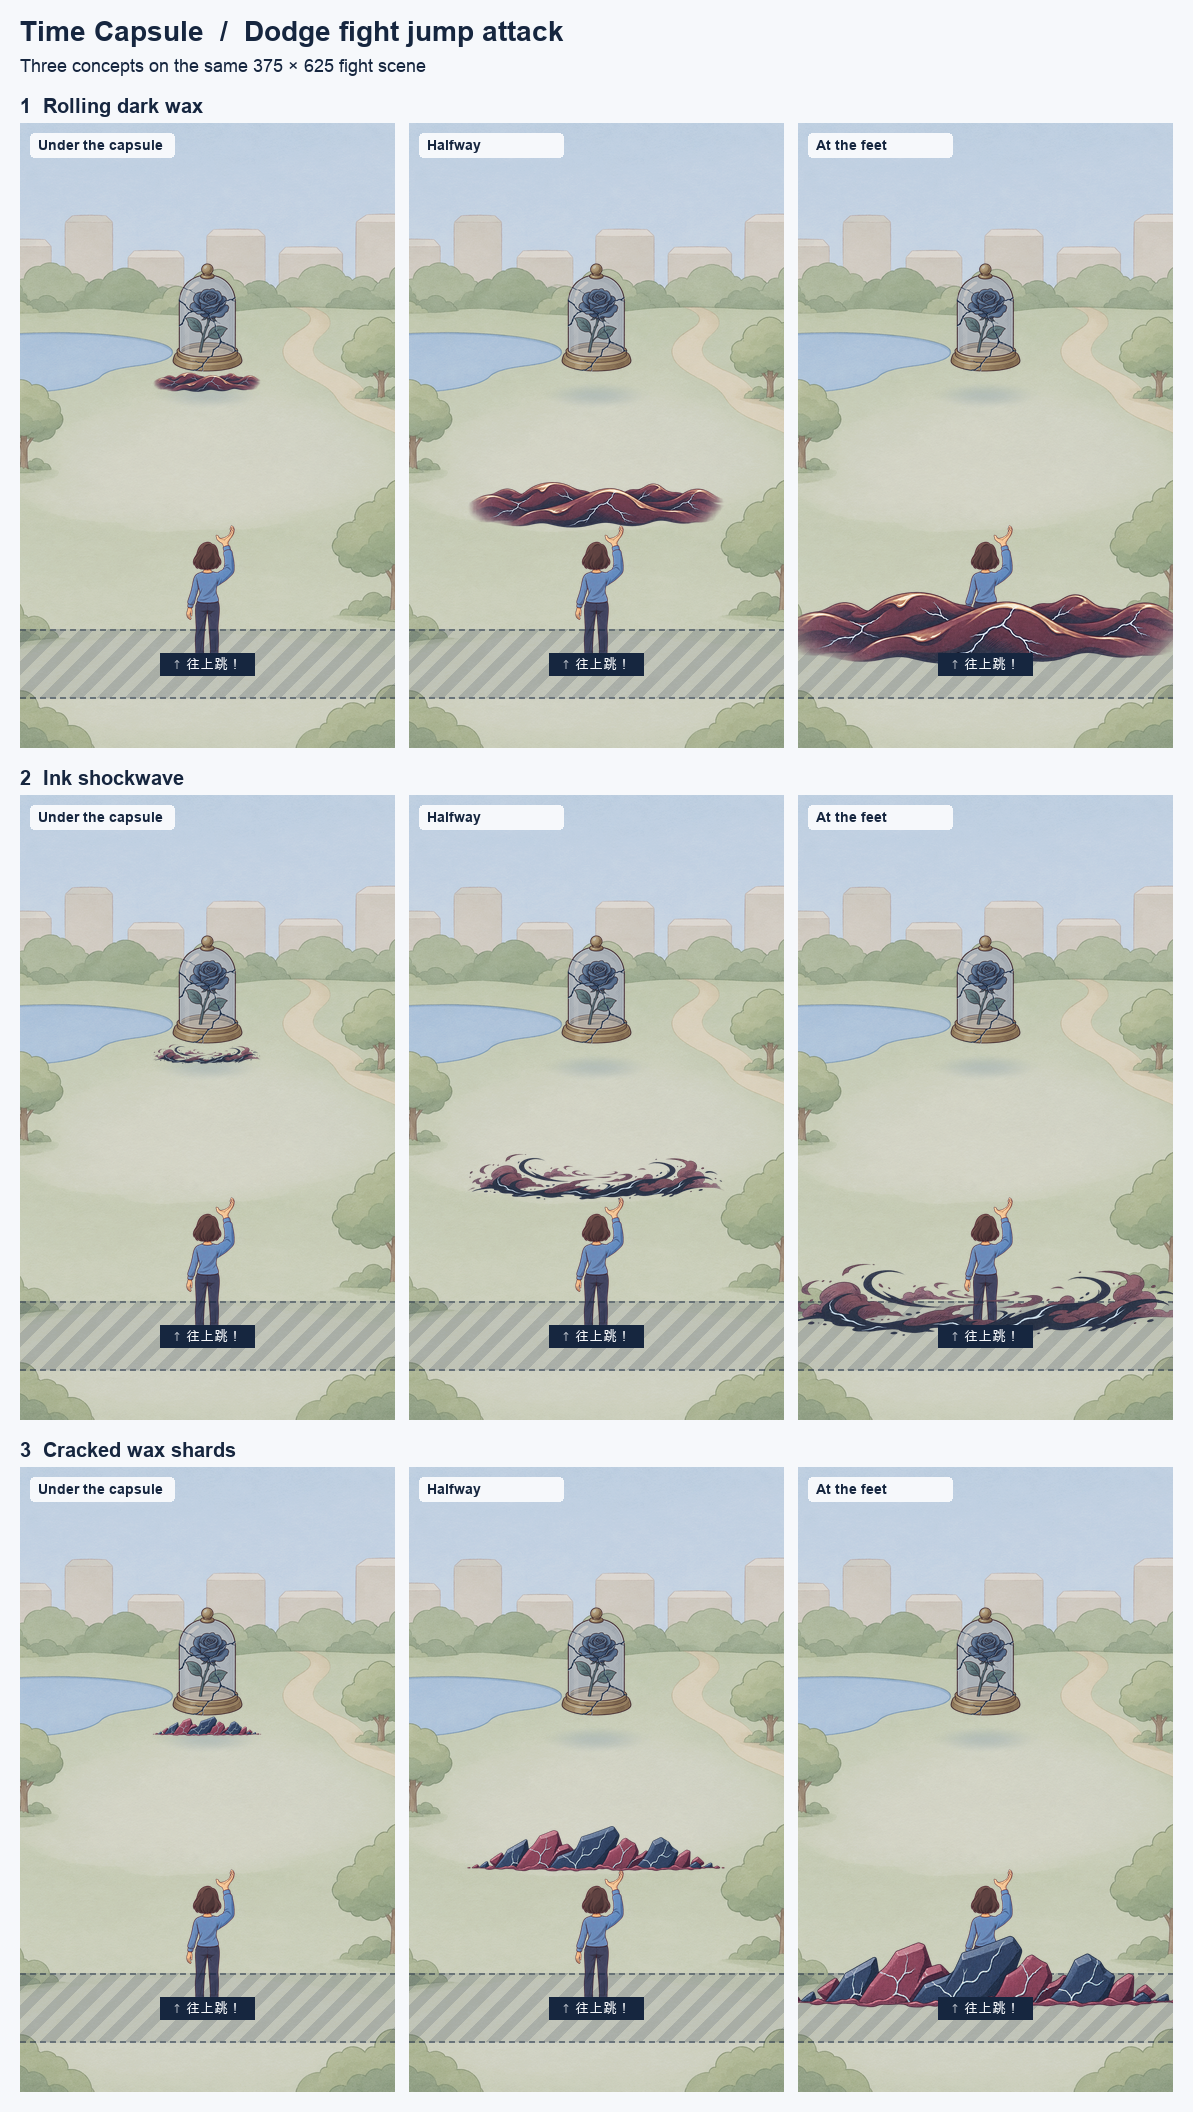 Time Capsule / Dodge fight jump attack
Three concepts on the same 375 × 625 fight scene
1 Rolling dark wax
Under the capsule
Halfway
At the feet
↑ 往上跳！
↑ 往上跳！
↑ 往上跳！
2 Ink shockwave
Under the capsule
Halfway
At the feet
↑ 往上跳！
↑ 往上跳！
↑ 往上跳！
3 Cracked wax shards
Under the capsule
Halfway
At the feet
↑ 往上跳！
↑ 往上跳！
↑ 往上跳！